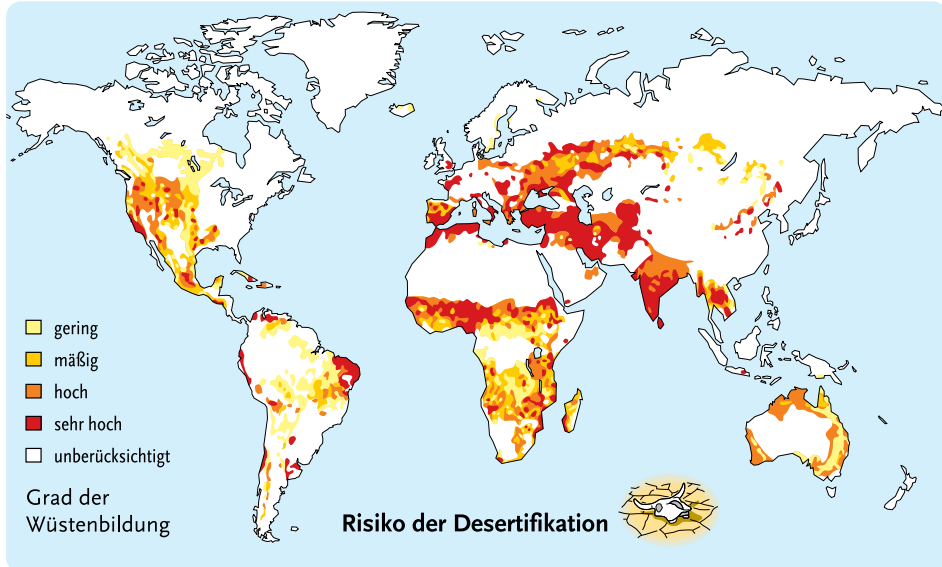 gering
mäßig
hoch
sehr hoch
unberücksichtigt
Grad der
Wüstenbildung
Risiko der Desertifikation